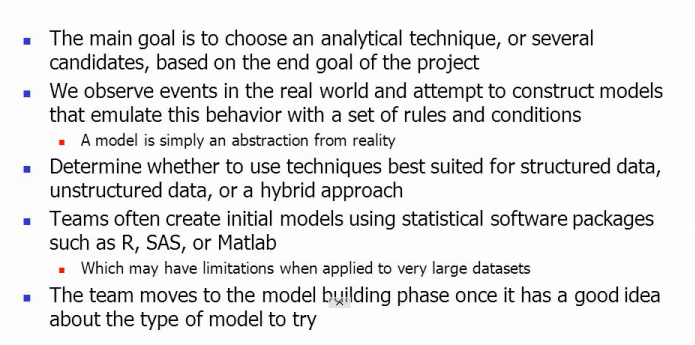 The main goal is to choose an analytical technique, or several
candidates, based on the end goal of the project
We observe events in the real world and attempt to construct models
that emulate this behavior with a set of rules and conditions
A model is simply an abstraction from reality
Determine whether to use techniques best suited for structured data,
unstructured data, or a hybrid approach
Teams often create initial models using statistical software packages
such as R, SAS, or Matlab
Which may have limitations when applied to very large datasets
The team moves to the model building phase once it has a good idea
about the type of model to try